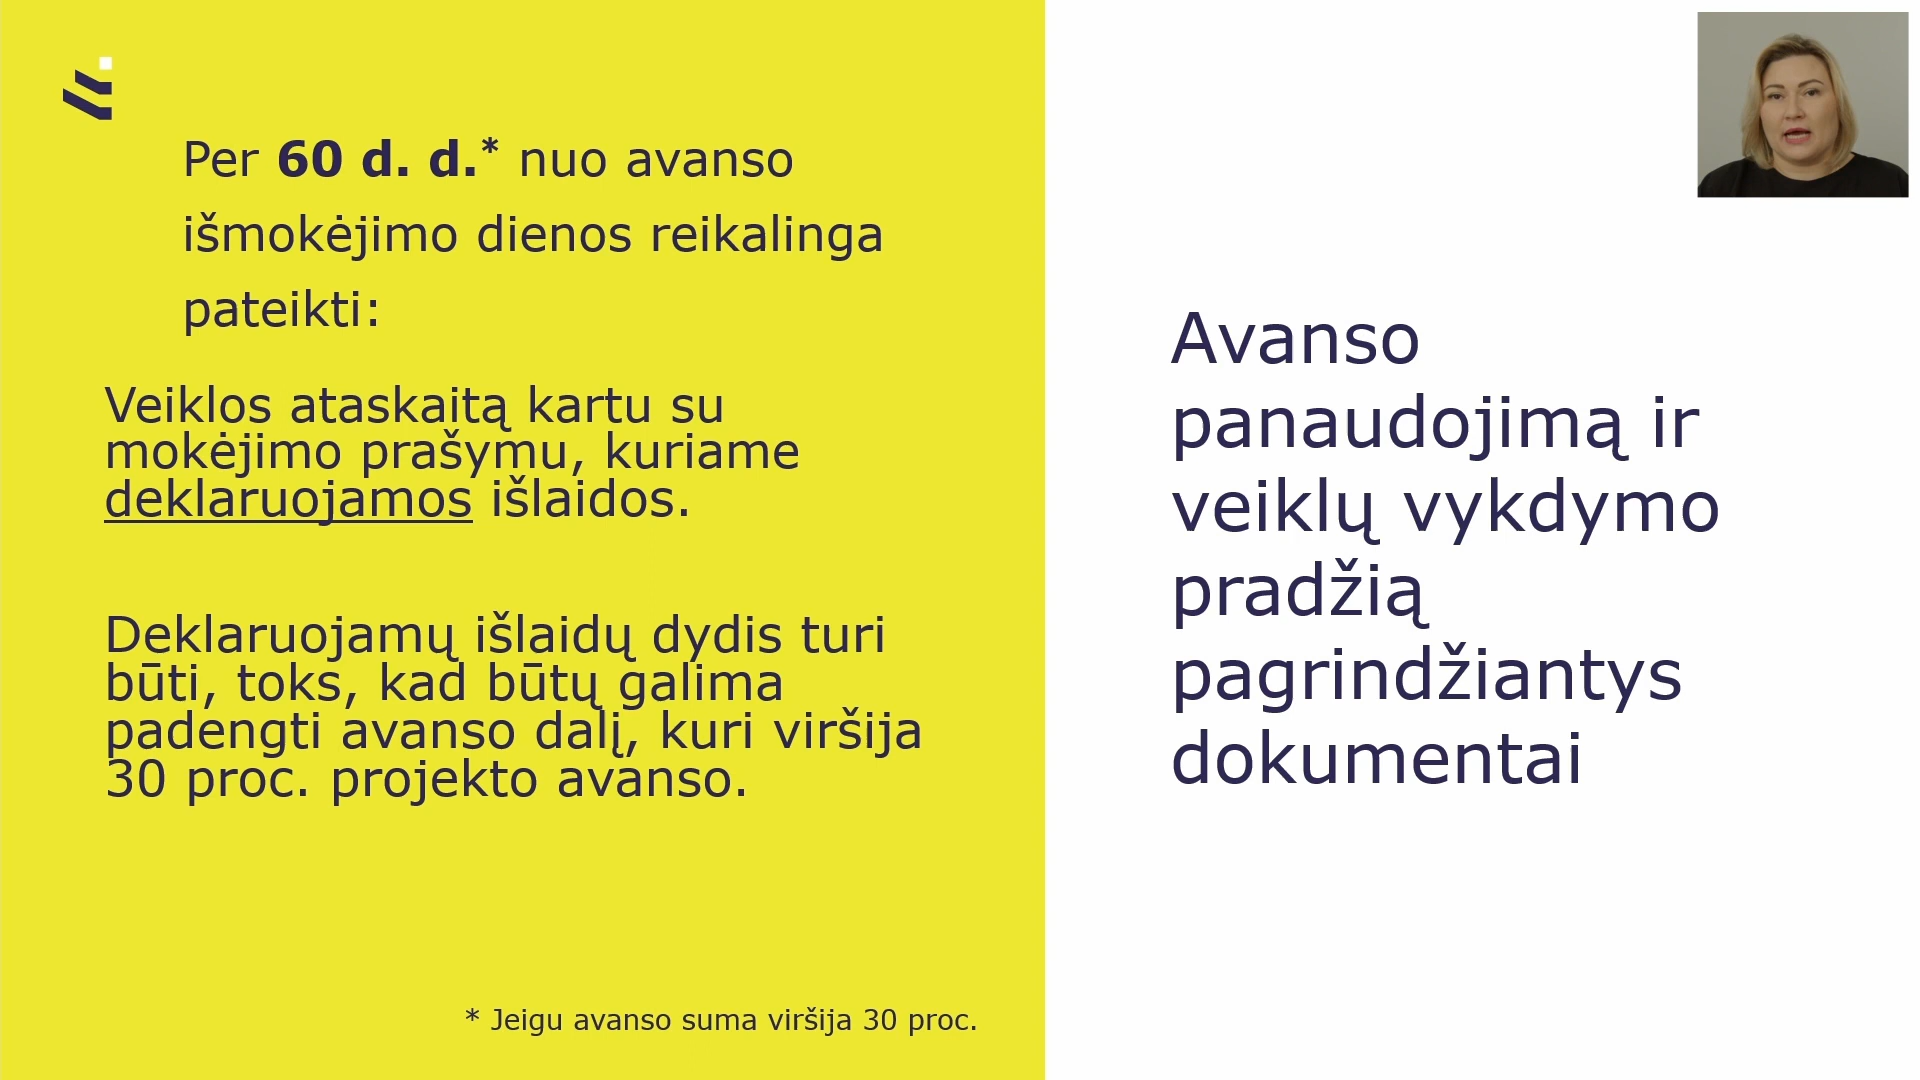 Per 60 d. d.* nuo avanso
išmokėjimo dienos reikalinga
pateikti:
Veiklos ataskaitą kartu su
mokėjimo prašymu, kuriame
deklaruojamos išlaidos.
Deklaruojamų išlaidų dydis turi
būti, toks, kad būtų galima
padengti avanso dalį, kuri viršija
30 proc. projekto avanso.
* Jeigu avanso suma viršija 30 proc.
Avanso
panaudojimą ir
veiklų vykdymo
pradžią
pagrindžiantys
dokumentai